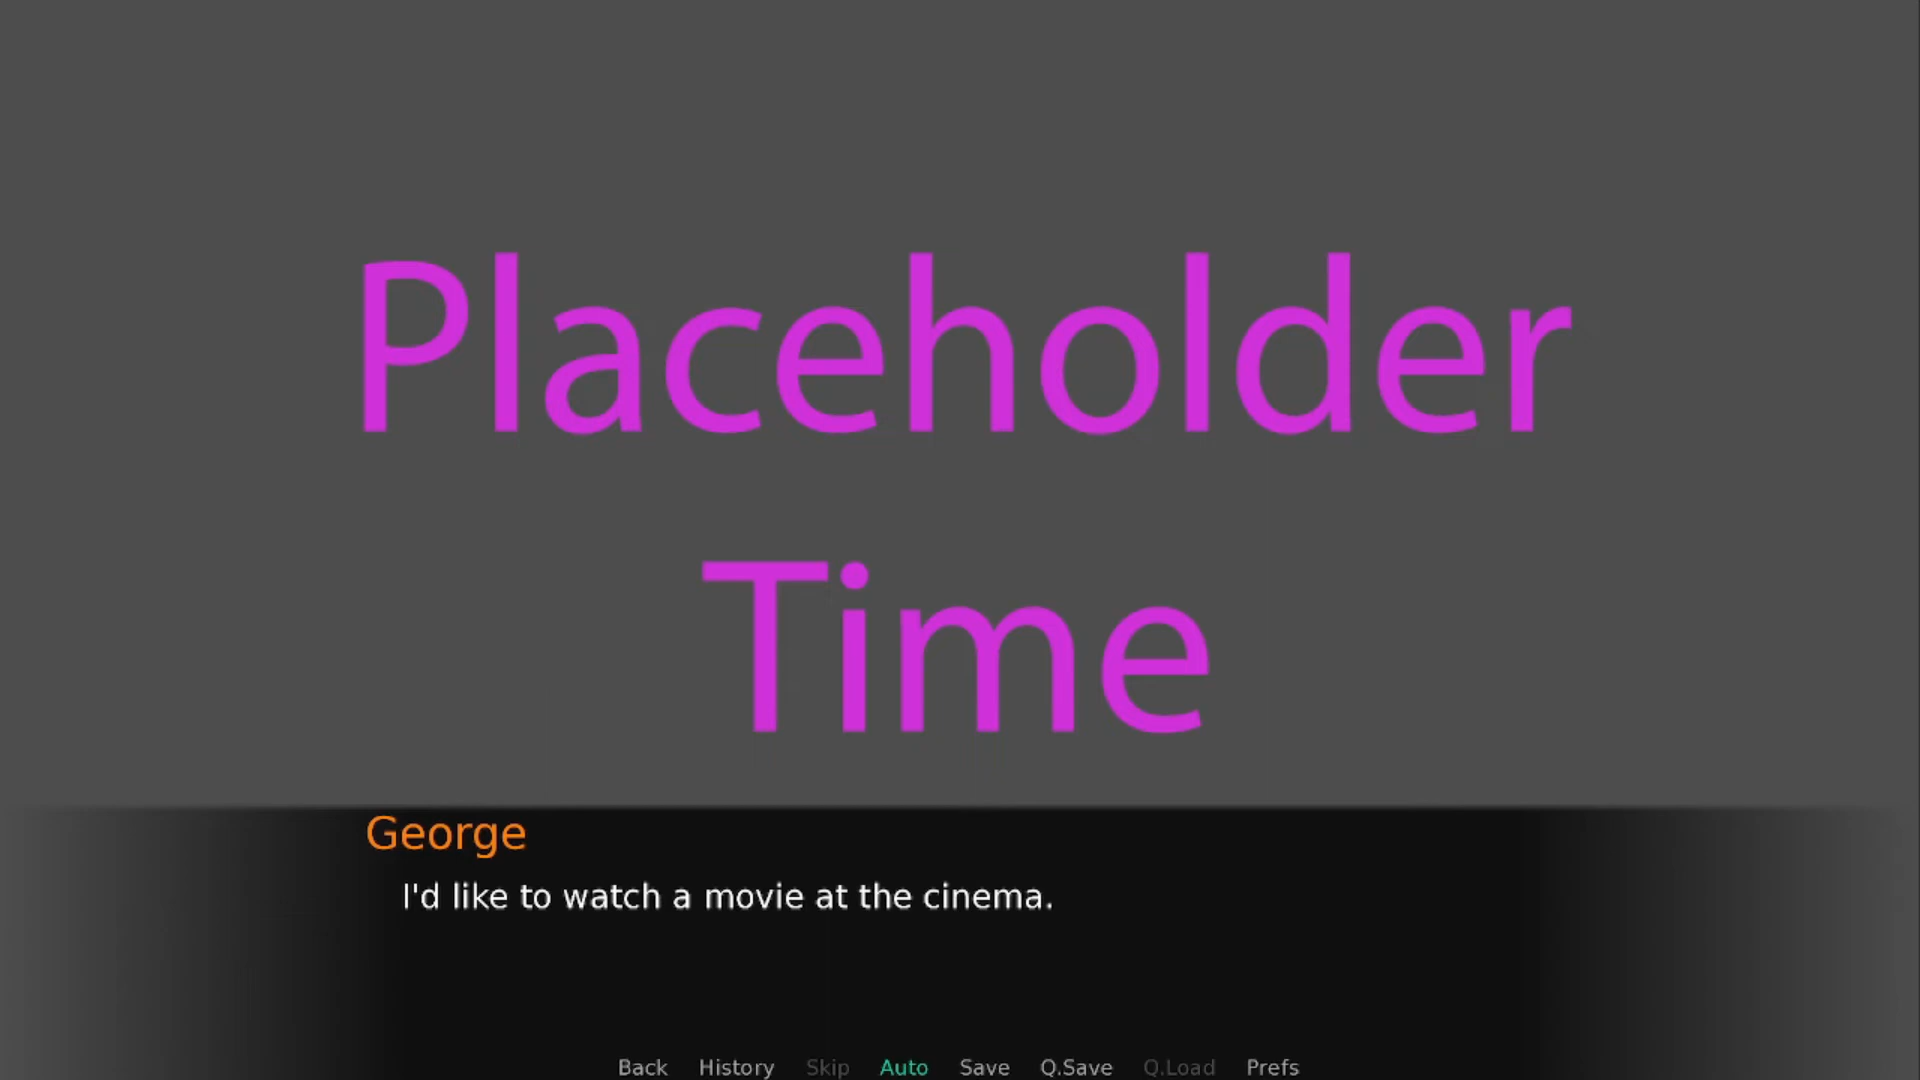 Placeholder
Time
George
I'd like to watch a movie at the cinema.
Back History Skip Auto Save Q.Save Q.Load Prefs